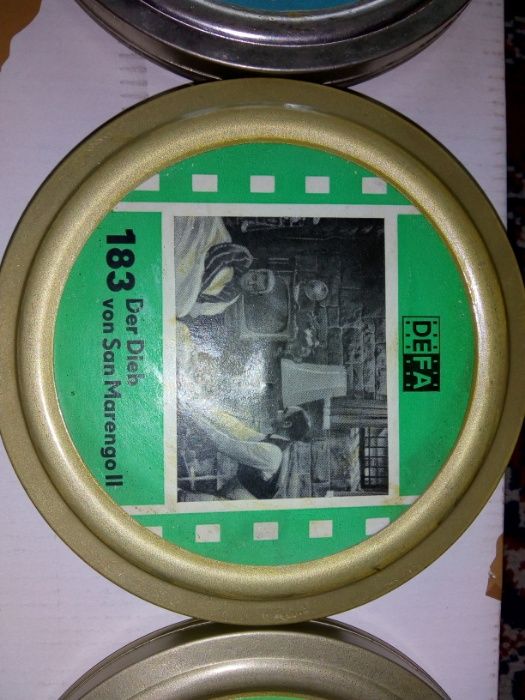 DEFA
183 Der Dieb
von San Marengo II